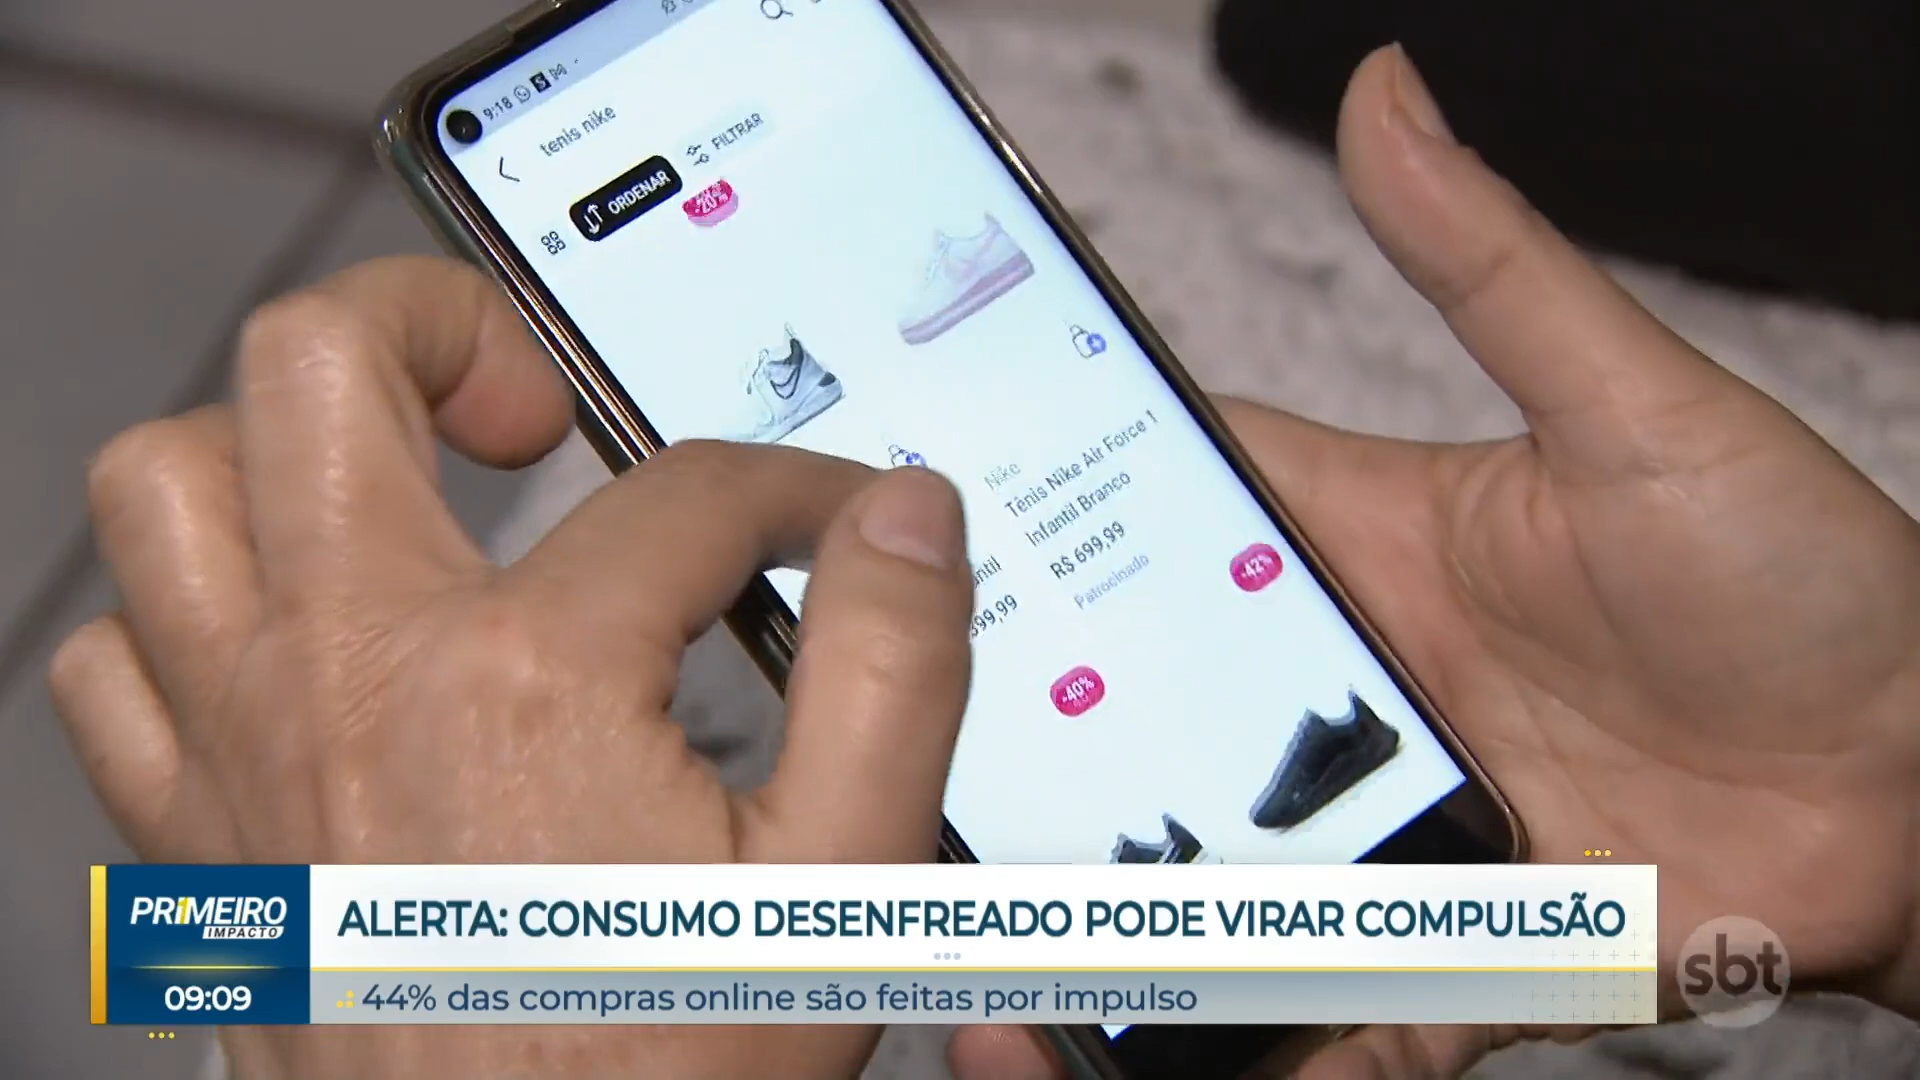 9:18
tenis nike
ORDENAR
FILTRAR
-20%
Nike
Tênis Nike Air Force 1
Infantil Branco
R$ 699,99
Patrocinado
399,99
-42%
-40%
PRIMEIRO
IMPACTO
09:09
ALERTA: CONSUMO DESENFREADO PODE VIRAR COMPULSÃO
44% das compras online são feitas por impulso
sbt